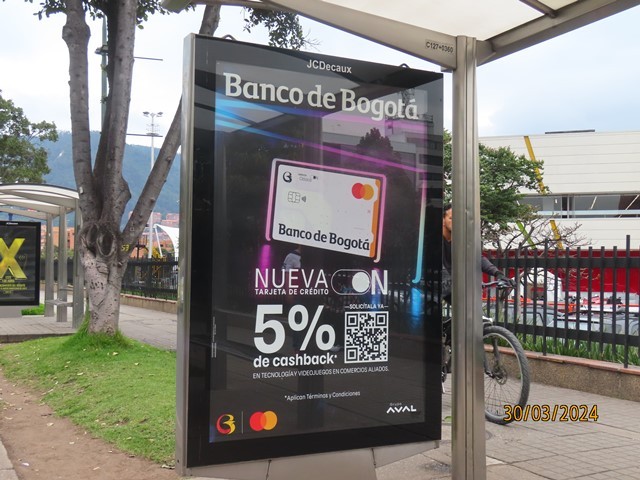 C127-0360
JCDecaux
Banco de Bogotá
Banco de Bogotá
NUEVA ON
TARJETA DE CRÉDITO
SOLICÍTALA YA
5%
de cashback*
EN TECNOLOGÍA Y VIDEOJUEGOS EN COMERCIOS ALIADOS.
*Aplican Términos y Condiciones
Grupo
AVAL
X
30/03/2024